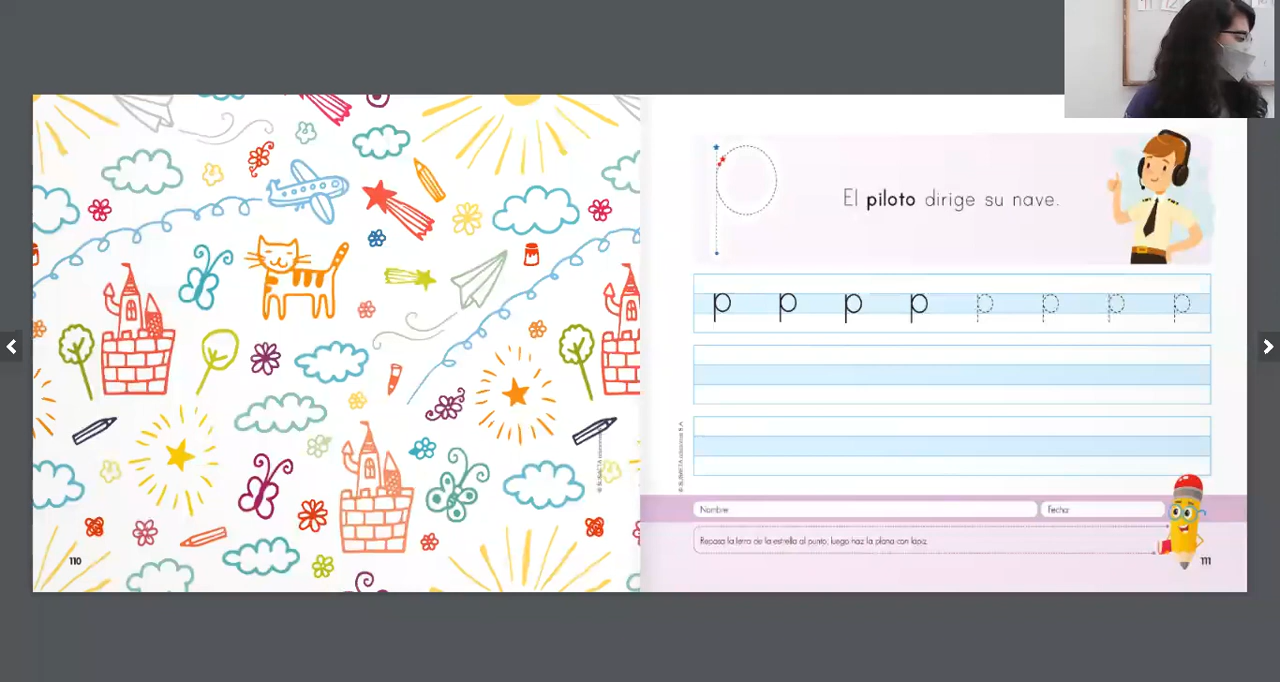 El piloto dirige su nave.
p p p p p p p p
Nombre:
Fecha:
Repasa la letra de la estrella al punto, luego haz la plana con lápiz.
110
111